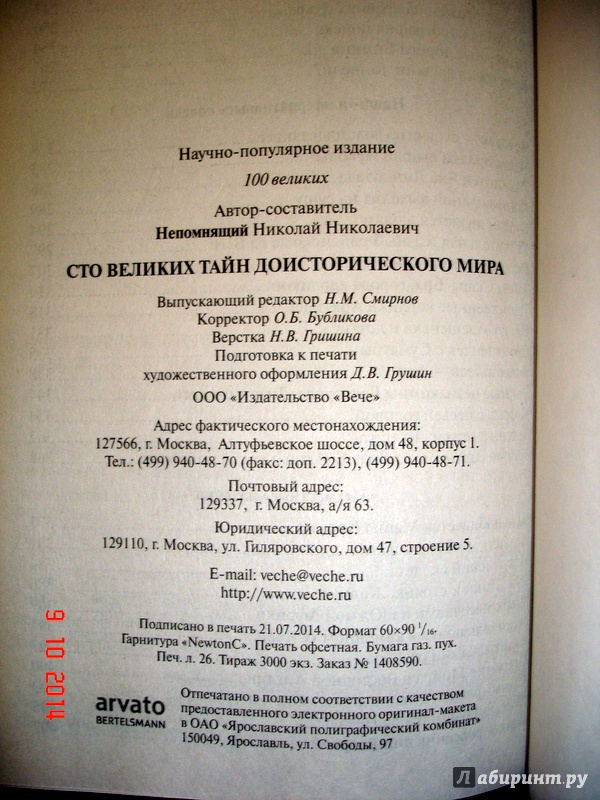 Научно-популярное издание
100 великих
Автор-составитель
Непомнящий Николай Николаевич
СТО ВЕЛИКИХ ТАЙН ДОИСТОРИЧЕСКОГО МИРА
Выпускающий редактор Н.М. Смирнов
Корректор О.Б. Бубликова
Верстка Н.В. Гришина
Подготовка к печати
художественного оформления Д.В. Грушин
ООО «Издательство «Вече»
Адрес фактического местонахождения:
127566, г. Москва, Алтуфьевское шоссе, дом 48, корпус 1.
Тел.: (499) 940-48-70 (факс: доп. 2213), (499) 940-48-71.
Почтовый адрес:
129337, г. Москва, а/я 63.
Юридический адрес:
129110, г. Москва, ул. Гиляровского, дом 47, строение 5.
E-mail: veche@veche.ru
http://www.veche.ru
Подписано в печать 21.07.2014. Формат 60×90 1/16.
Гарнитура «NewtonC». Печать офсетная. Бумага газ. пух.
Печ. л. 26. Тираж 3000 экз. Заказ № 1408590.
arvato
BERTELSMANN
Отпечатано в полном соответствии с качеством
предоставленного электронного оригинал-макета
в ОАО «Ярославский полиграфический комбинат»
150049, Ярославль, ул. Свободы, 97
9 10 2014
Лабиринт.ру